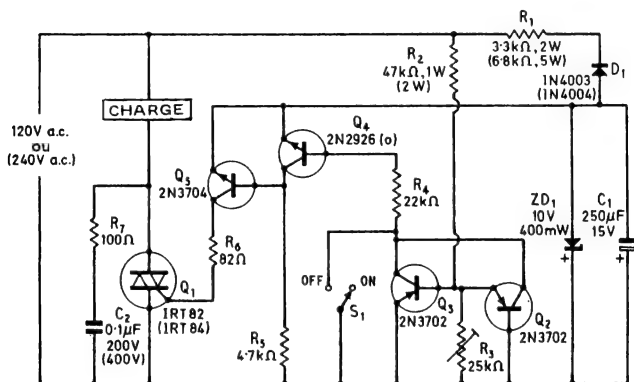 R1
3.3kΩ, 2W
(6.8kΩ, 5W)
R2
47kΩ, 1W
(2W)
D1
1N4003
(1N4004)
CHARGE
120V a.c.
ou
(240V a.c.)
Q4
2N2926 (o)
Q5
2N3704
R4
22kΩ
ZD1
10V
400mW
+
C1
250µF
15V
+
R7
100Ω
R6
82Ω
OFF
ON
S1
Q1
IRT82
(IRT84)
Q3
2N3702
Q2
2N3702
C2
0.1µF
200V
(400V)
R5
4.7kΩ
R3
25kΩ